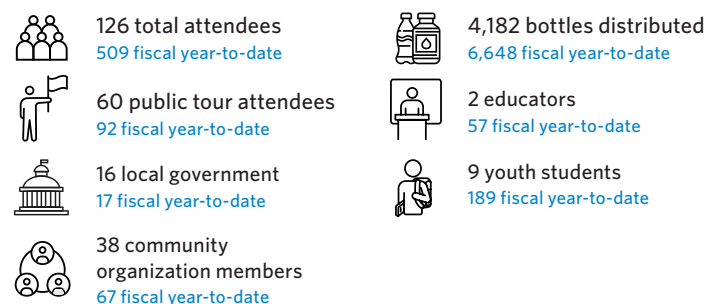 126 total attendees
509 fiscal year-to-date
60 public tour attendees
92 fiscal year-to-date
16 local government
17 fiscal year-to-date
38 community
organization members
67 fiscal year-to-date
4,182 bottles distributed
6,648 fiscal year-to-date
2 educators
57 fiscal year-to-date
9 youth students
189 fiscal year-to-date